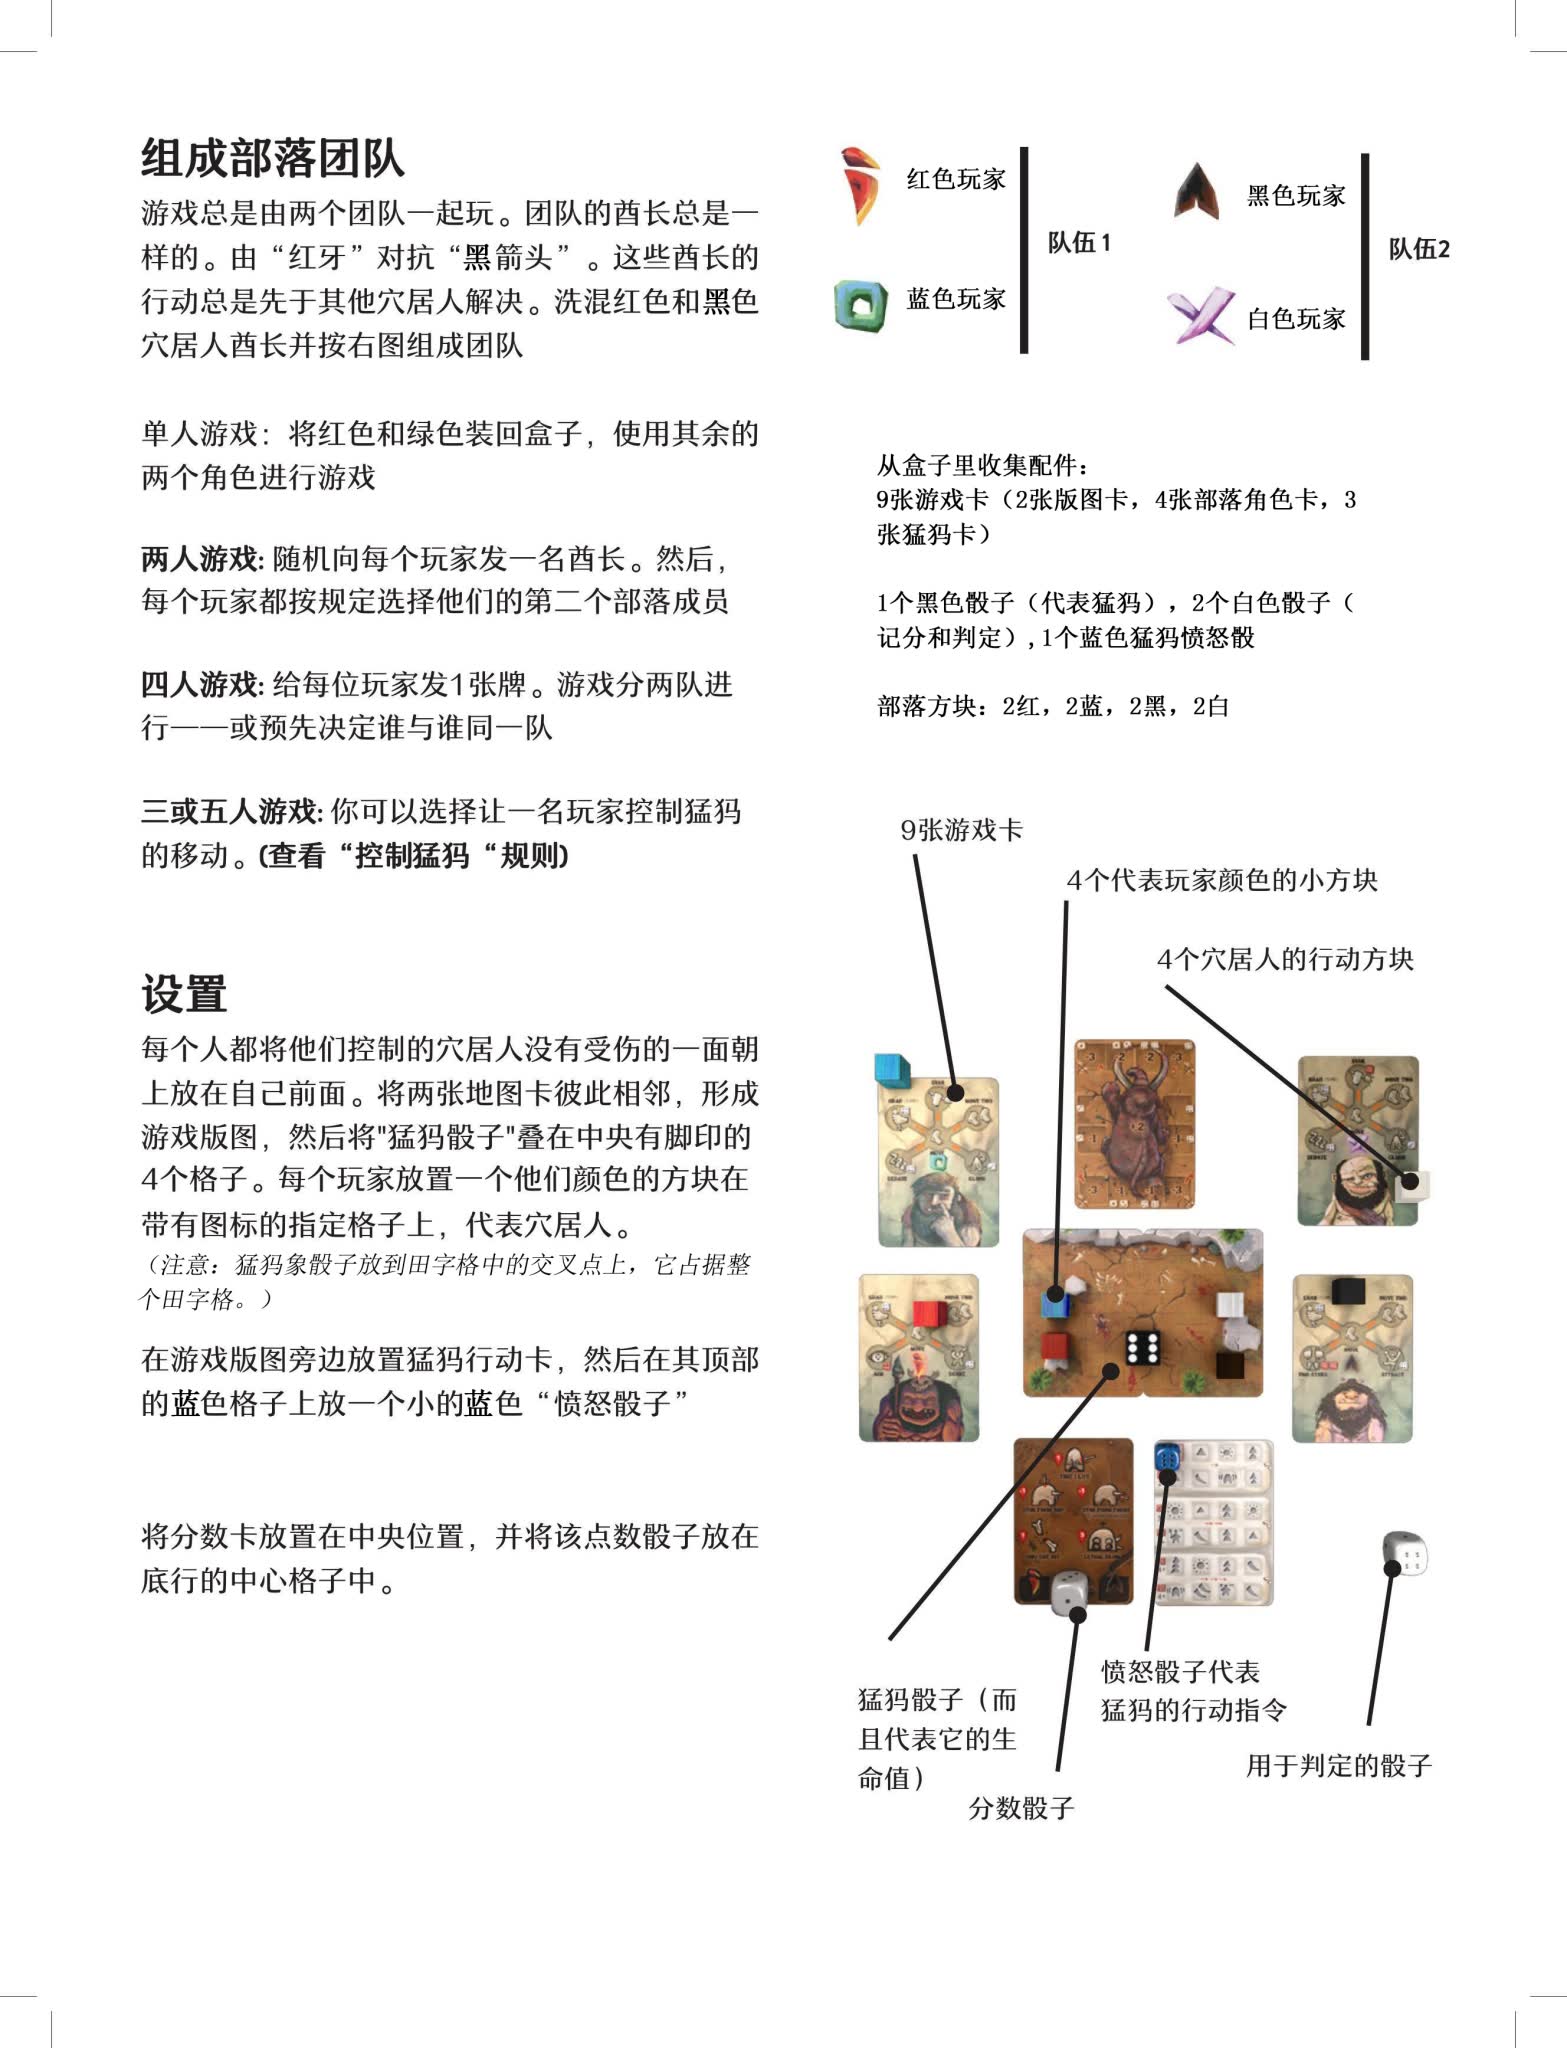 组成部落团队
游戏总是由两个团队一起玩。团队的酋长总是一
样的。由“红牙”对抗“黑箭头”。这些酋长的
行动总是先于其他穴居人解决。洗混红色和黑色
穴居人酋长并按右图组成团队
单人游戏：将红色和绿色装回盒子，使用其余的
两个角色进行游戏
两人游戏: 随机向每个玩家发一名酋长。然后，
每个玩家都按规定选择他们的第二个部落成员
四人游戏: 给每位玩家发1张牌。游戏分两队进
行——或预先决定谁与谁同一队
三或五人游戏: 你可以选择让一名玩家控制猛犸
的移动。(查看“控制猛犸“规则)
设置
每个人都将他们控制的穴居人没有受伤的一面朝
上放在自己前面。将两张地图卡彼此相邻，形成
游戏版图，然后将"猛犸骰子"叠在中央有脚印的
4个格子。每个玩家放置一个他们颜色的方块在
带有图标的指定格子上，代表穴居人。
（注意：猛犸象骰子放到田字格中的交叉点上，它占据整
个田字格。）
在游戏版图旁边放置猛犸行动卡，然后在其顶部
的蓝色格子上放一个小的蓝色“愤怒骰子”
将分数卡放置在中央位置，并将该点数骰子放在
底行的中心格子中。
红色玩家
蓝色玩家
队伍1
黑色玩家
白色玩家
队伍2
从盒子里收集配件：
9张游戏卡（2张版图卡，4张部落角色卡，3
张猛犸卡）
1个黑色骰子（代表猛犸），2个白色骰子（
记分和判定）,1个蓝色猛犸愤怒骰
部落方块：2红，2蓝，2黑，2白
9张游戏卡
4个代表玩家颜色的小方块
4个穴居人的行动方块
猛犸骰子（而
且代表它的生
命值）
分数骰子
愤怒骰子代表
猛犸的行动指令
用于判定的骰子